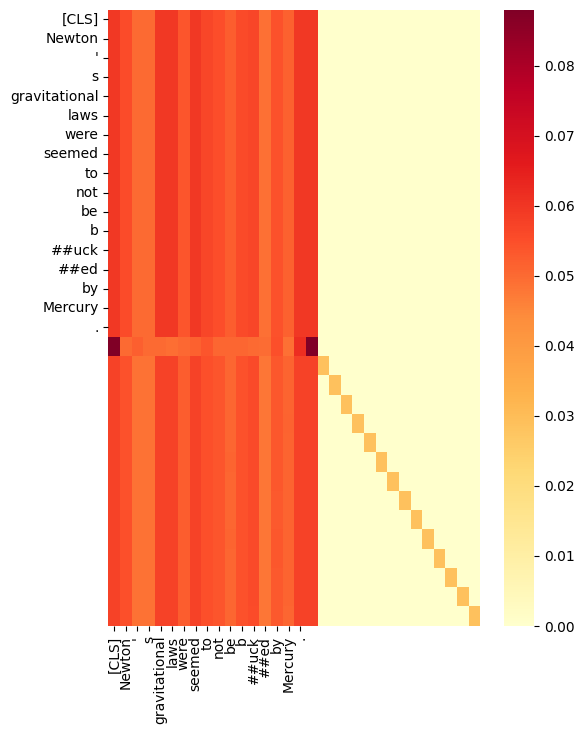 [CLS]
Newton
'
s
gravitational
laws
were
seemed
to
not
be
b
##uck
##ed
by
Mercury
.
0.08
0.07
0.06
0.05
0.04
0.03
0.02
0.01
0.00
[CLS]
Newton
'
s
gravitational
laws
were
seemed
to
not
be
b
##uck
##ed
by
Mercury
.